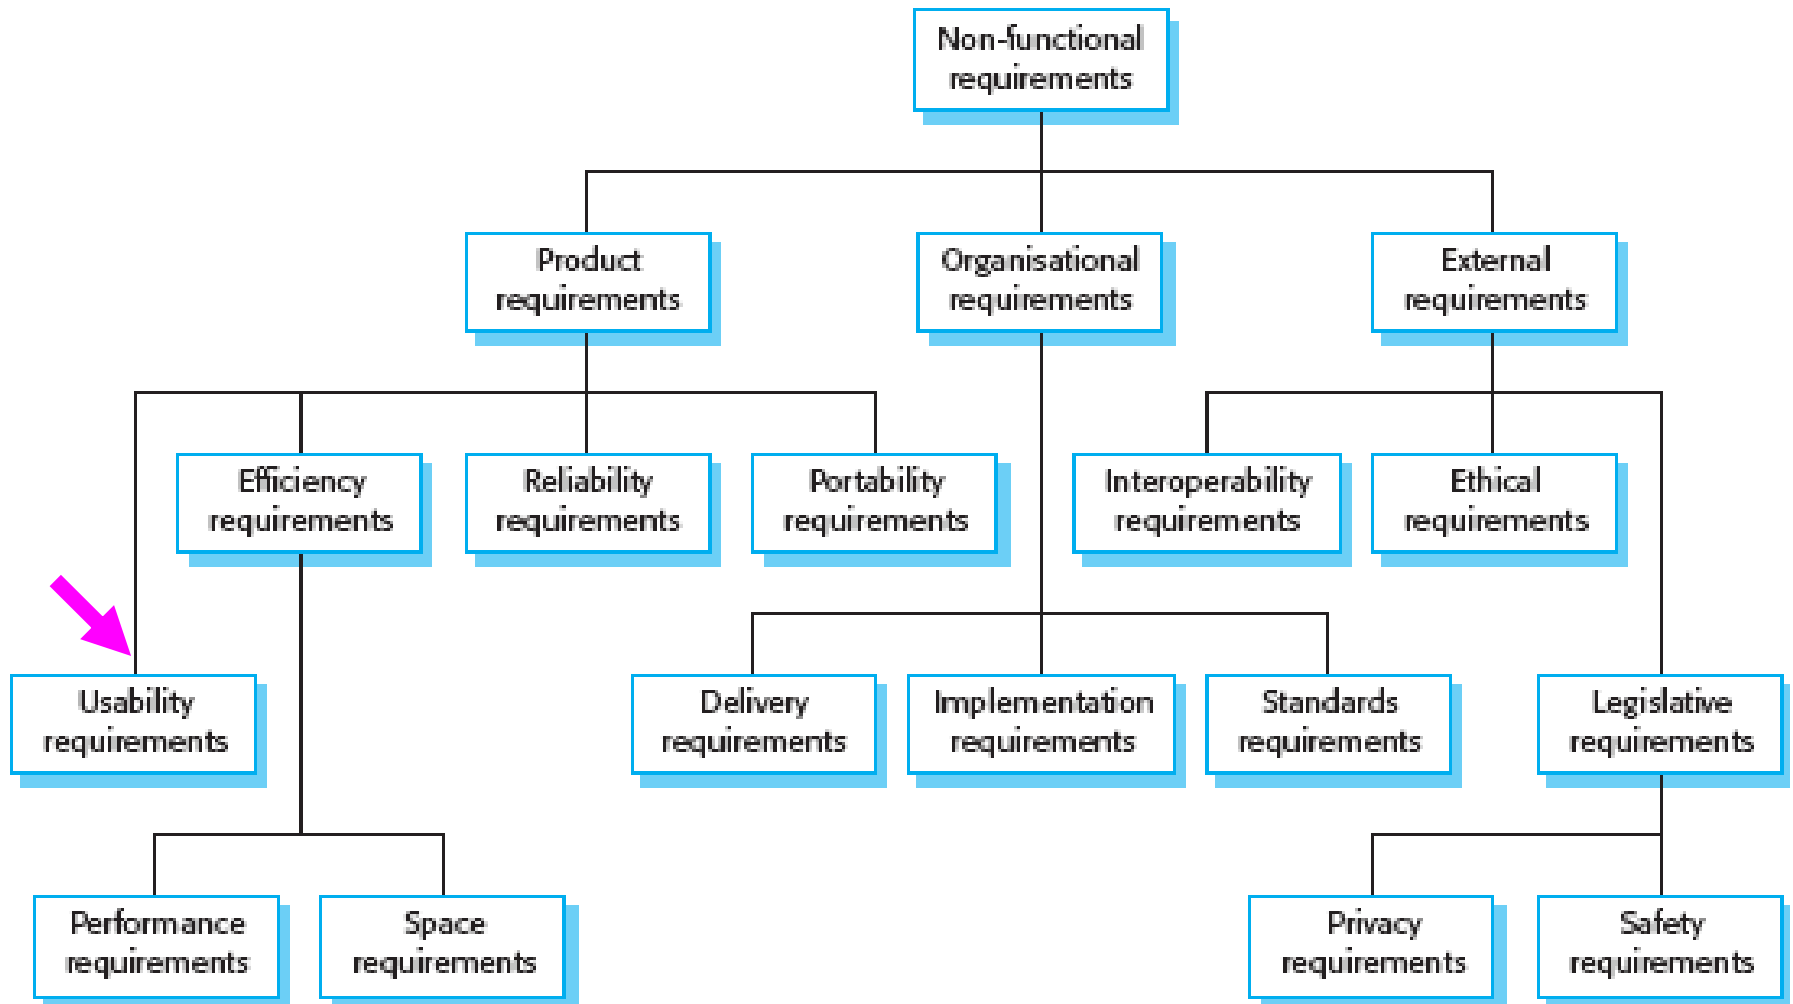 Non-functional
requirements
Product
requirements
Organisational
requirements
External
requirements
Efficiency
requirements
Reliability
requirements
Portability
requirements
Interoperability
requirements
Ethical
requirements
Usability
requirements
Delivery
requirements
Implementation
requirements
Standards
requirements
Legislative
requirements
Performance
requirements
Space
requirements
Privacy
requirements
Safety
requirements